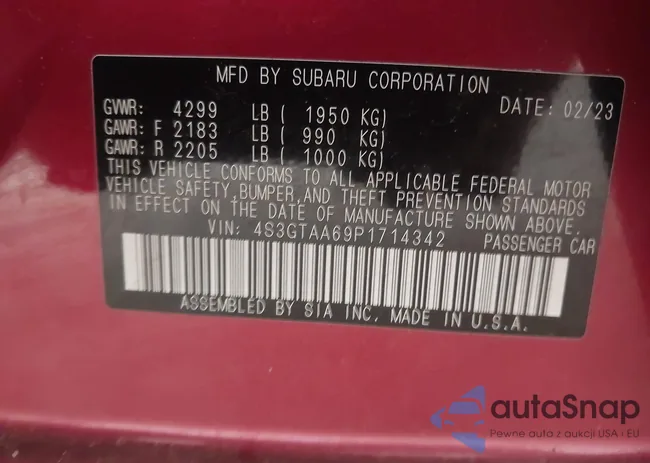 MFD BY SUBARU CORPORATION
GVWR: 4299 LB ( 1950 KG) DATE: 02/23
GAWR: F 2183 LB ( 990 KG)
GAWR: R 2205 LB ( 1000 KG)
THIS VEHICLE CONFORMS TO ALL APPLICABLE FEDERAL MOTOR
VEHICLE SAFETY,BUMPER,AND THEFT PREVENTION STANDARDS
IN EFFECT ON THE DATE OF MANUFACTURE SHOWN ABOVE.
VIN: 4S3GTAA69P1714342 PASSENGER CAR
ASSEMBLED BY SIA INC. MADE IN U.S.A.
autaSnap
Pewne auta z aukcji USA i EU